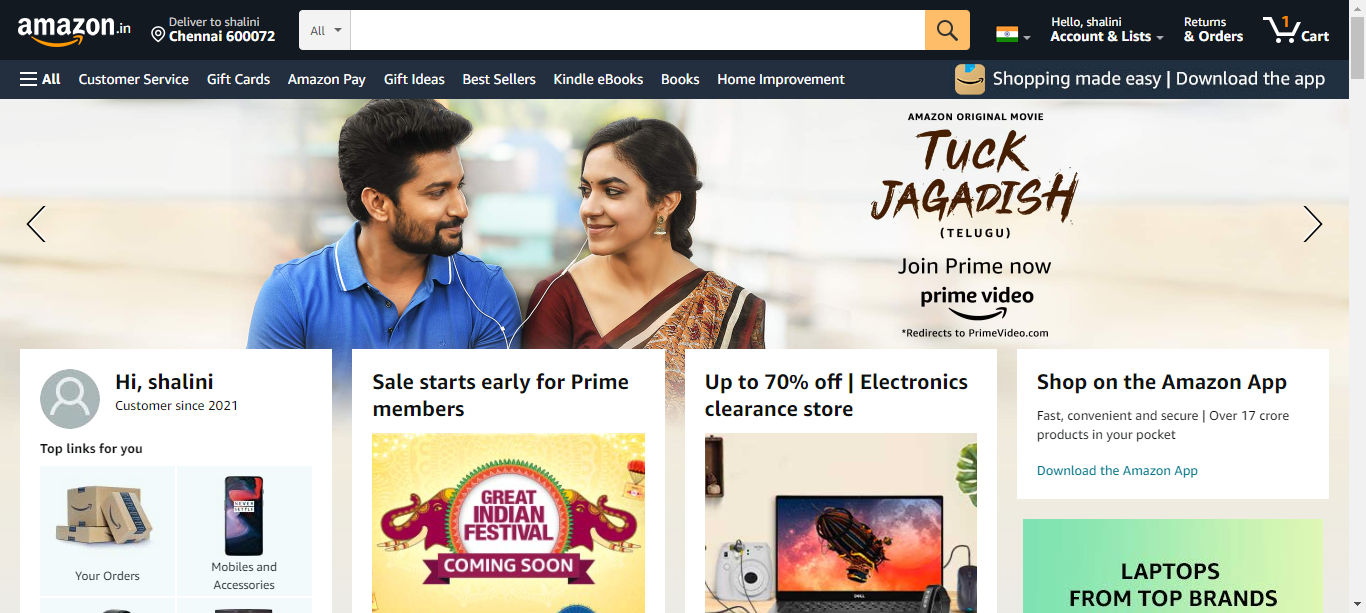 amazon.in
Deliver to shalini
Chennai 600072
All
Hello, shalini
Account & Lists
Returns
& Orders
1
Cart
All
Customer Service
Gift Cards
Amazon Pay
Gift Ideas
Best Sellers
Kindle eBooks
Books
Home Improvement
Shopping made easy | Download the app
AMAZON ORIGINAL MOVIE
TUCK
JAGADISH
(TELUGU)
Join Prime now
prime video
*Redirects to PrimeVideo.com
Hi, shalini
Customer since 2021
Top links for you
NEVER
SETTLE
Your Orders
Mobiles and
Accessories
Sale starts early for Prime
members
GREAT
INDIAN
FESTIVAL
COMING SOON
Up to 70% off | Electronics
clearance store
DELL
Shop on the Amazon App
Fast, convenient and secure | Over 17 crore
products in your pocket
Download the Amazon App
LAPTOPS
FROM TOP BRANDS